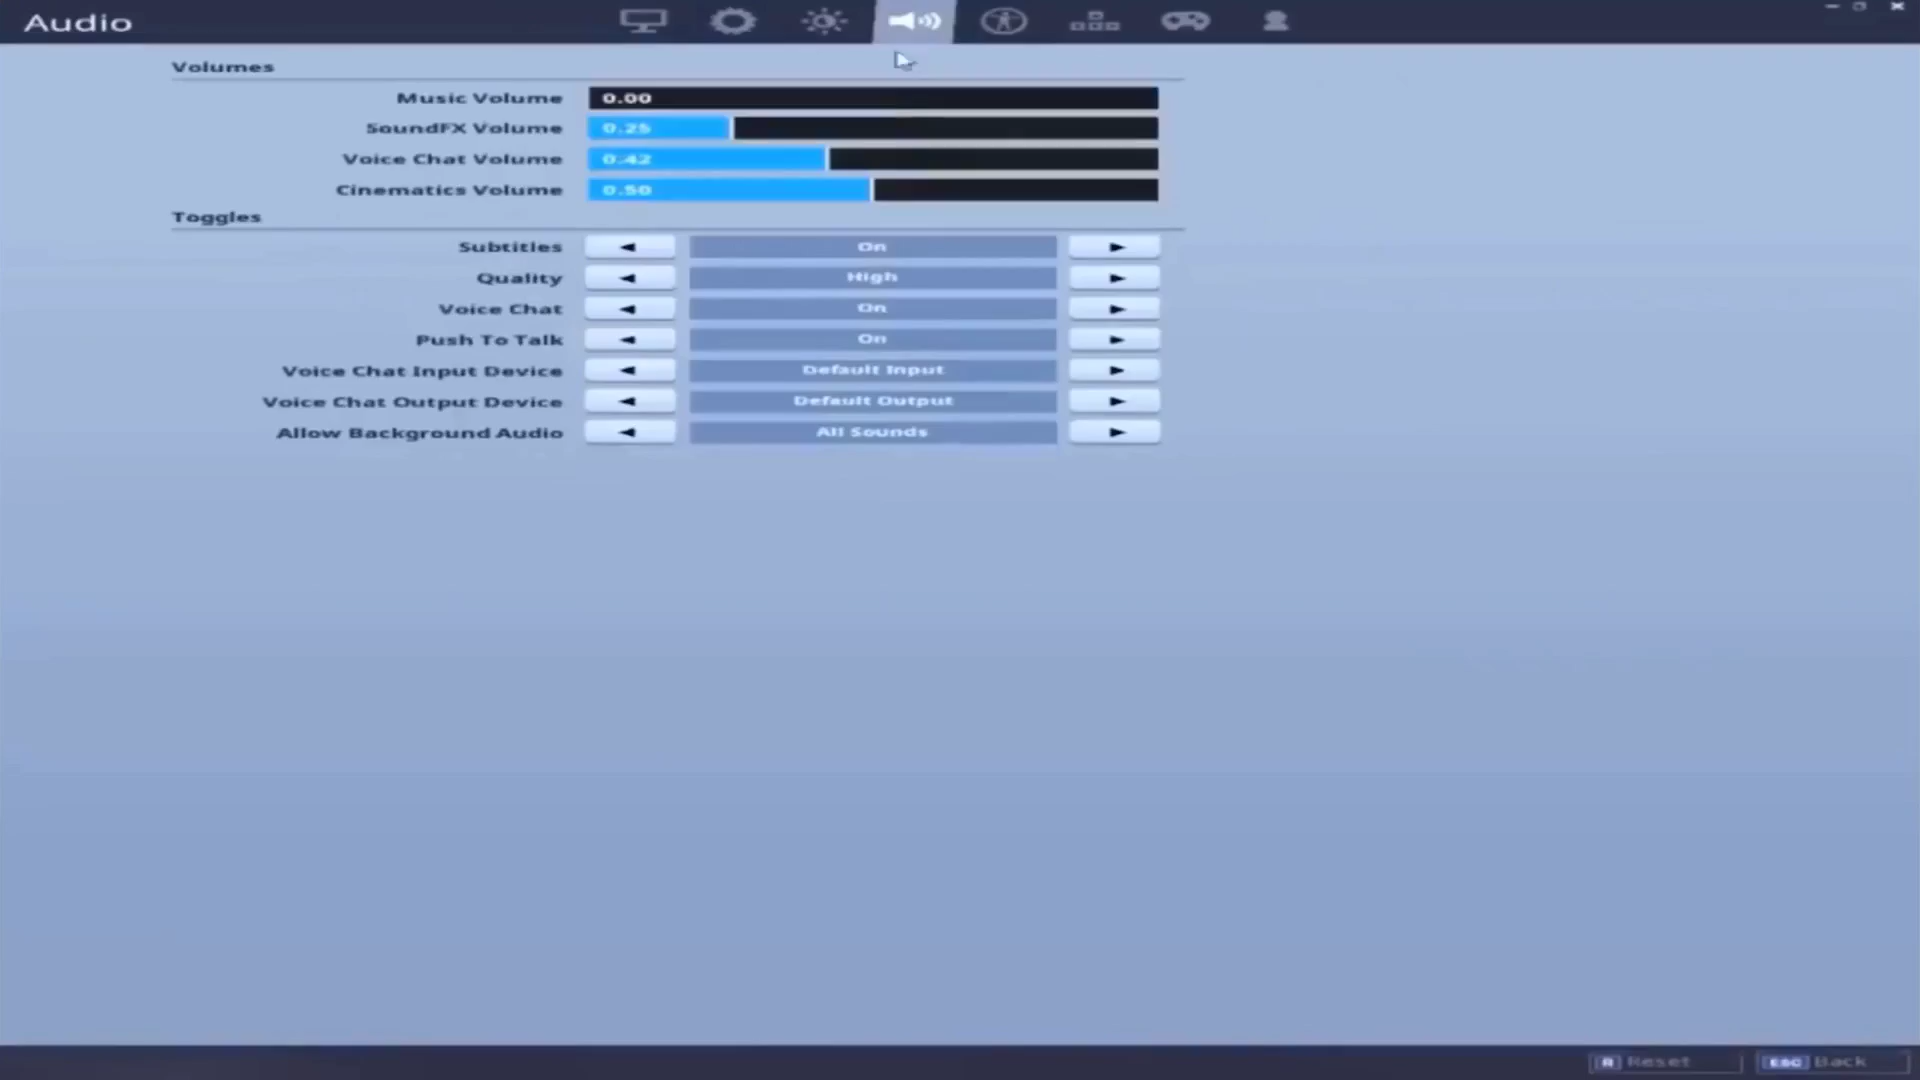 Audio
Volumes
Music Volume 0.00
SoundFX Volume 0.25
Voice Chat Volume 0.42
Cinematics Volume 0.50
Toggles
Subtitles On
Quality High
Voice Chat On
Push To Talk On
Voice Chat Input Device Default Input
Voice Chat Output Device Default Output
Allow Background Audio All Sounds
R Reset ESC Back